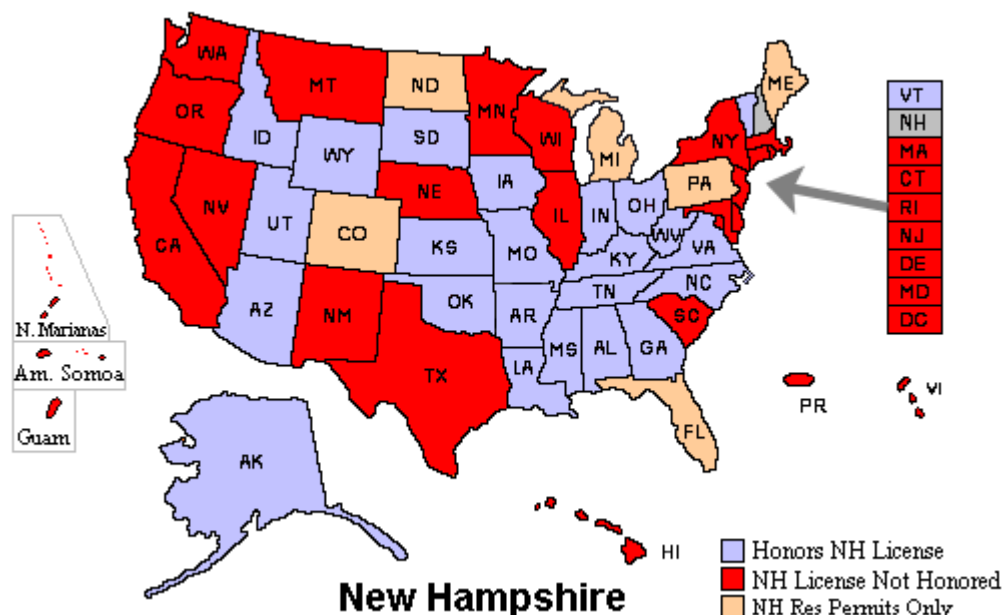 WA
MT
ND
MN
ME
OR
ID
WY
SD
WI
MI
NY
VT
NH
MA
CT
RI
NJ
DE
MD
DC
NV
UT
CO
NE
IA
IL
IN
OH
PA
CA
KS
MO
KY
WV
VA
AZ
NM
OK
AR
TN
NC
SC
TX
LA
MS
AL
GA
FL
N. Marianas
Am. Somoa
Guam
PR
VI
AK
HI
Honors NH License
NH License Not Honored
NH Res Permits Only
New Hampshire